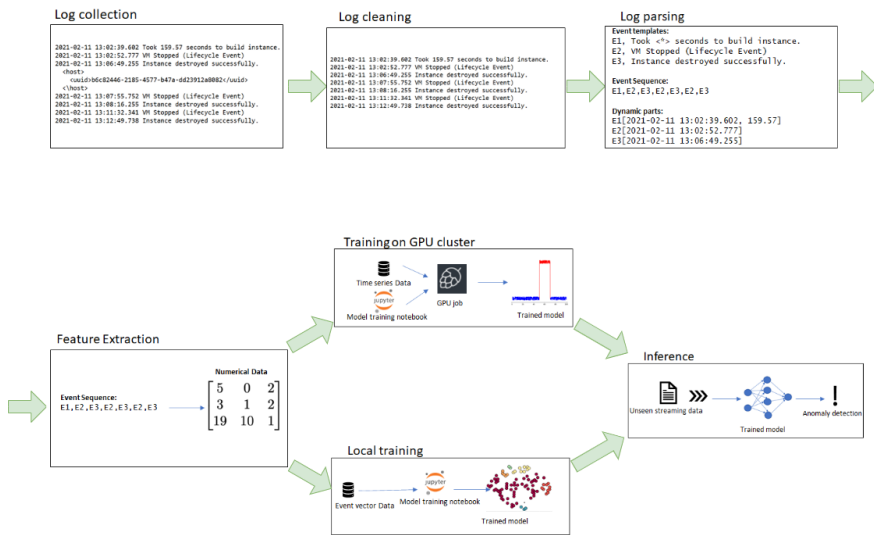 Log collection
2021-02-11 13:02:39.602 Took 159.57 seconds to build instance.
2021-02-11 13:02:52.777 VM Stopped (Lifecycle Event)
2021-02-11 13:06:49.255 Instance destroyed successfully.
<host>
<uuid>b6c82446-2185-4577-b47a-dd23912a0082</uuid>
<\host>
2021-02-11 13:07:55.752 VM Stopped (Lifecycle Event)
2021-02-11 13:08:16.255 Instance destroyed successfully.
2021-02-11 13:11:32.341 VM Stopped (Lifecycle Event)
2021-02-11 13:12:49.738 Instance destroyed successfully.
Log cleaning
2021-02-11 13:02:39.602 Took 159.57 seconds to build instance.
2021-02-11 13:02:52.777 VM Stopped (Lifecycle Event)
2021-02-11 13:06:49.255 Instance destroyed successfully.
2021-02-11 13:07:55.752 VM Stopped (Lifecycle Event)
2021-02-11 13:08:16.255 Instance destroyed successfully.
2021-02-11 13:11:32.341 VM Stopped (Lifecycle Event)
2021-02-11 13:12:49.738 Instance destroyed successfully.
Log parsing
Event templates:
E1, Took <*> seconds to build instance.
E2, VM Stopped (Lifecycle Event)
E3, Instance destroyed successfully.
Event Sequence:
E1,E2,E3,E2,E3,E2,E3
Dynamic parts:
E1[2021-02-11 13:02:39.602, 159.57]
E2[2021-02-11 13:02:52.777]
E3[2021-02-11 13:06:49.255]
Feature Extraction
Event Sequence:
E1,E2,E3,E2,E3,E2,E3
Numerical Data
5 0 2
3 1 2
19 10 1
Training on GPU cluster
Time series Data
jupyter
Model training notebook
GPU job
Trained model
Local training
Event vector Data
jupyter
Model training notebook
Trained model
Inference
Unseen streaming data
Trained model
!
Anomaly detection